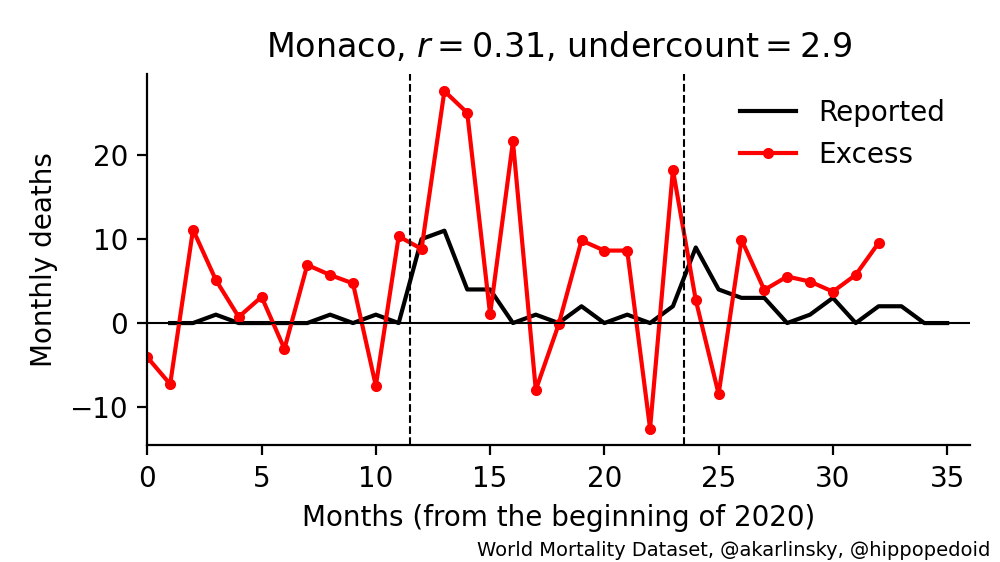 Monaco, r = 0.31, undercount = 2.9
Reported
Excess
Monthly deaths
20
10
0
−10
0 5 10 15 20 25 30 35
Months (from the beginning of 2020)
World Mortality Dataset, @akarlinsky, @hippopedoid